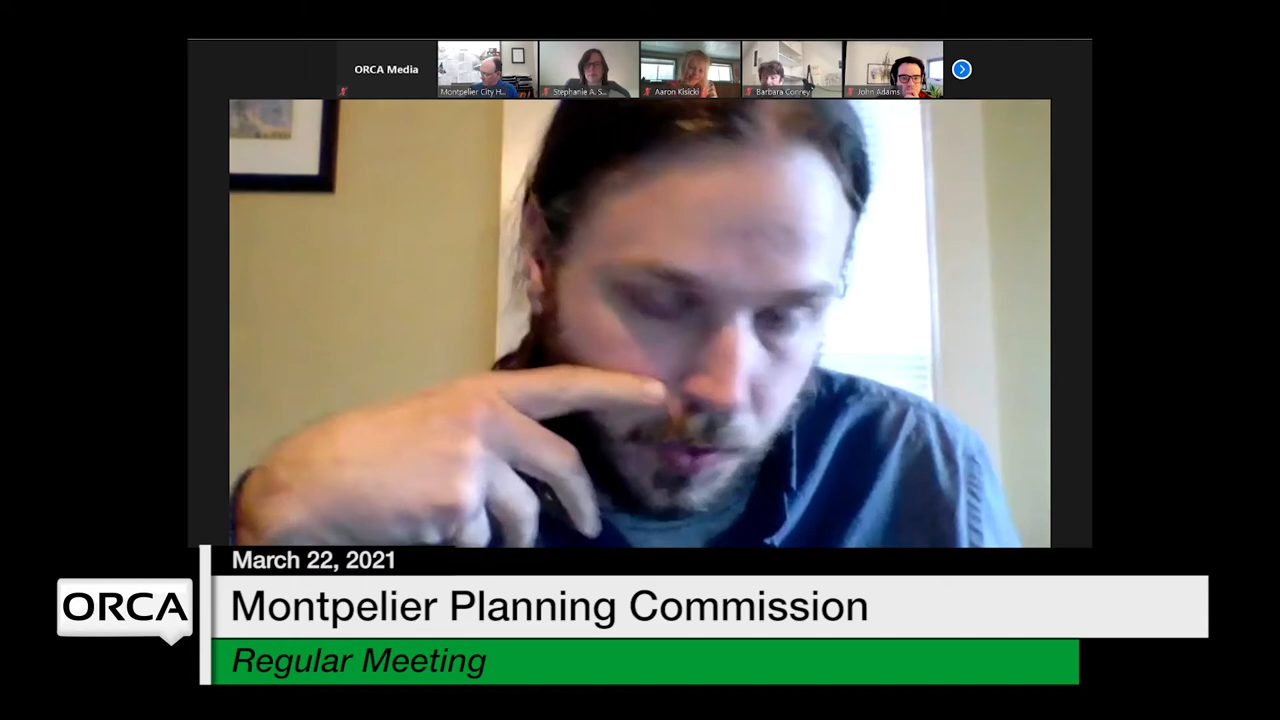 ORCA Media
Montpelier City H...
Stephanie A. S...
Aaron Kisicki
Barbara Conrey
John Adams
March 22, 2021
ORCA
Montpelier Planning Commission
Regular Meeting